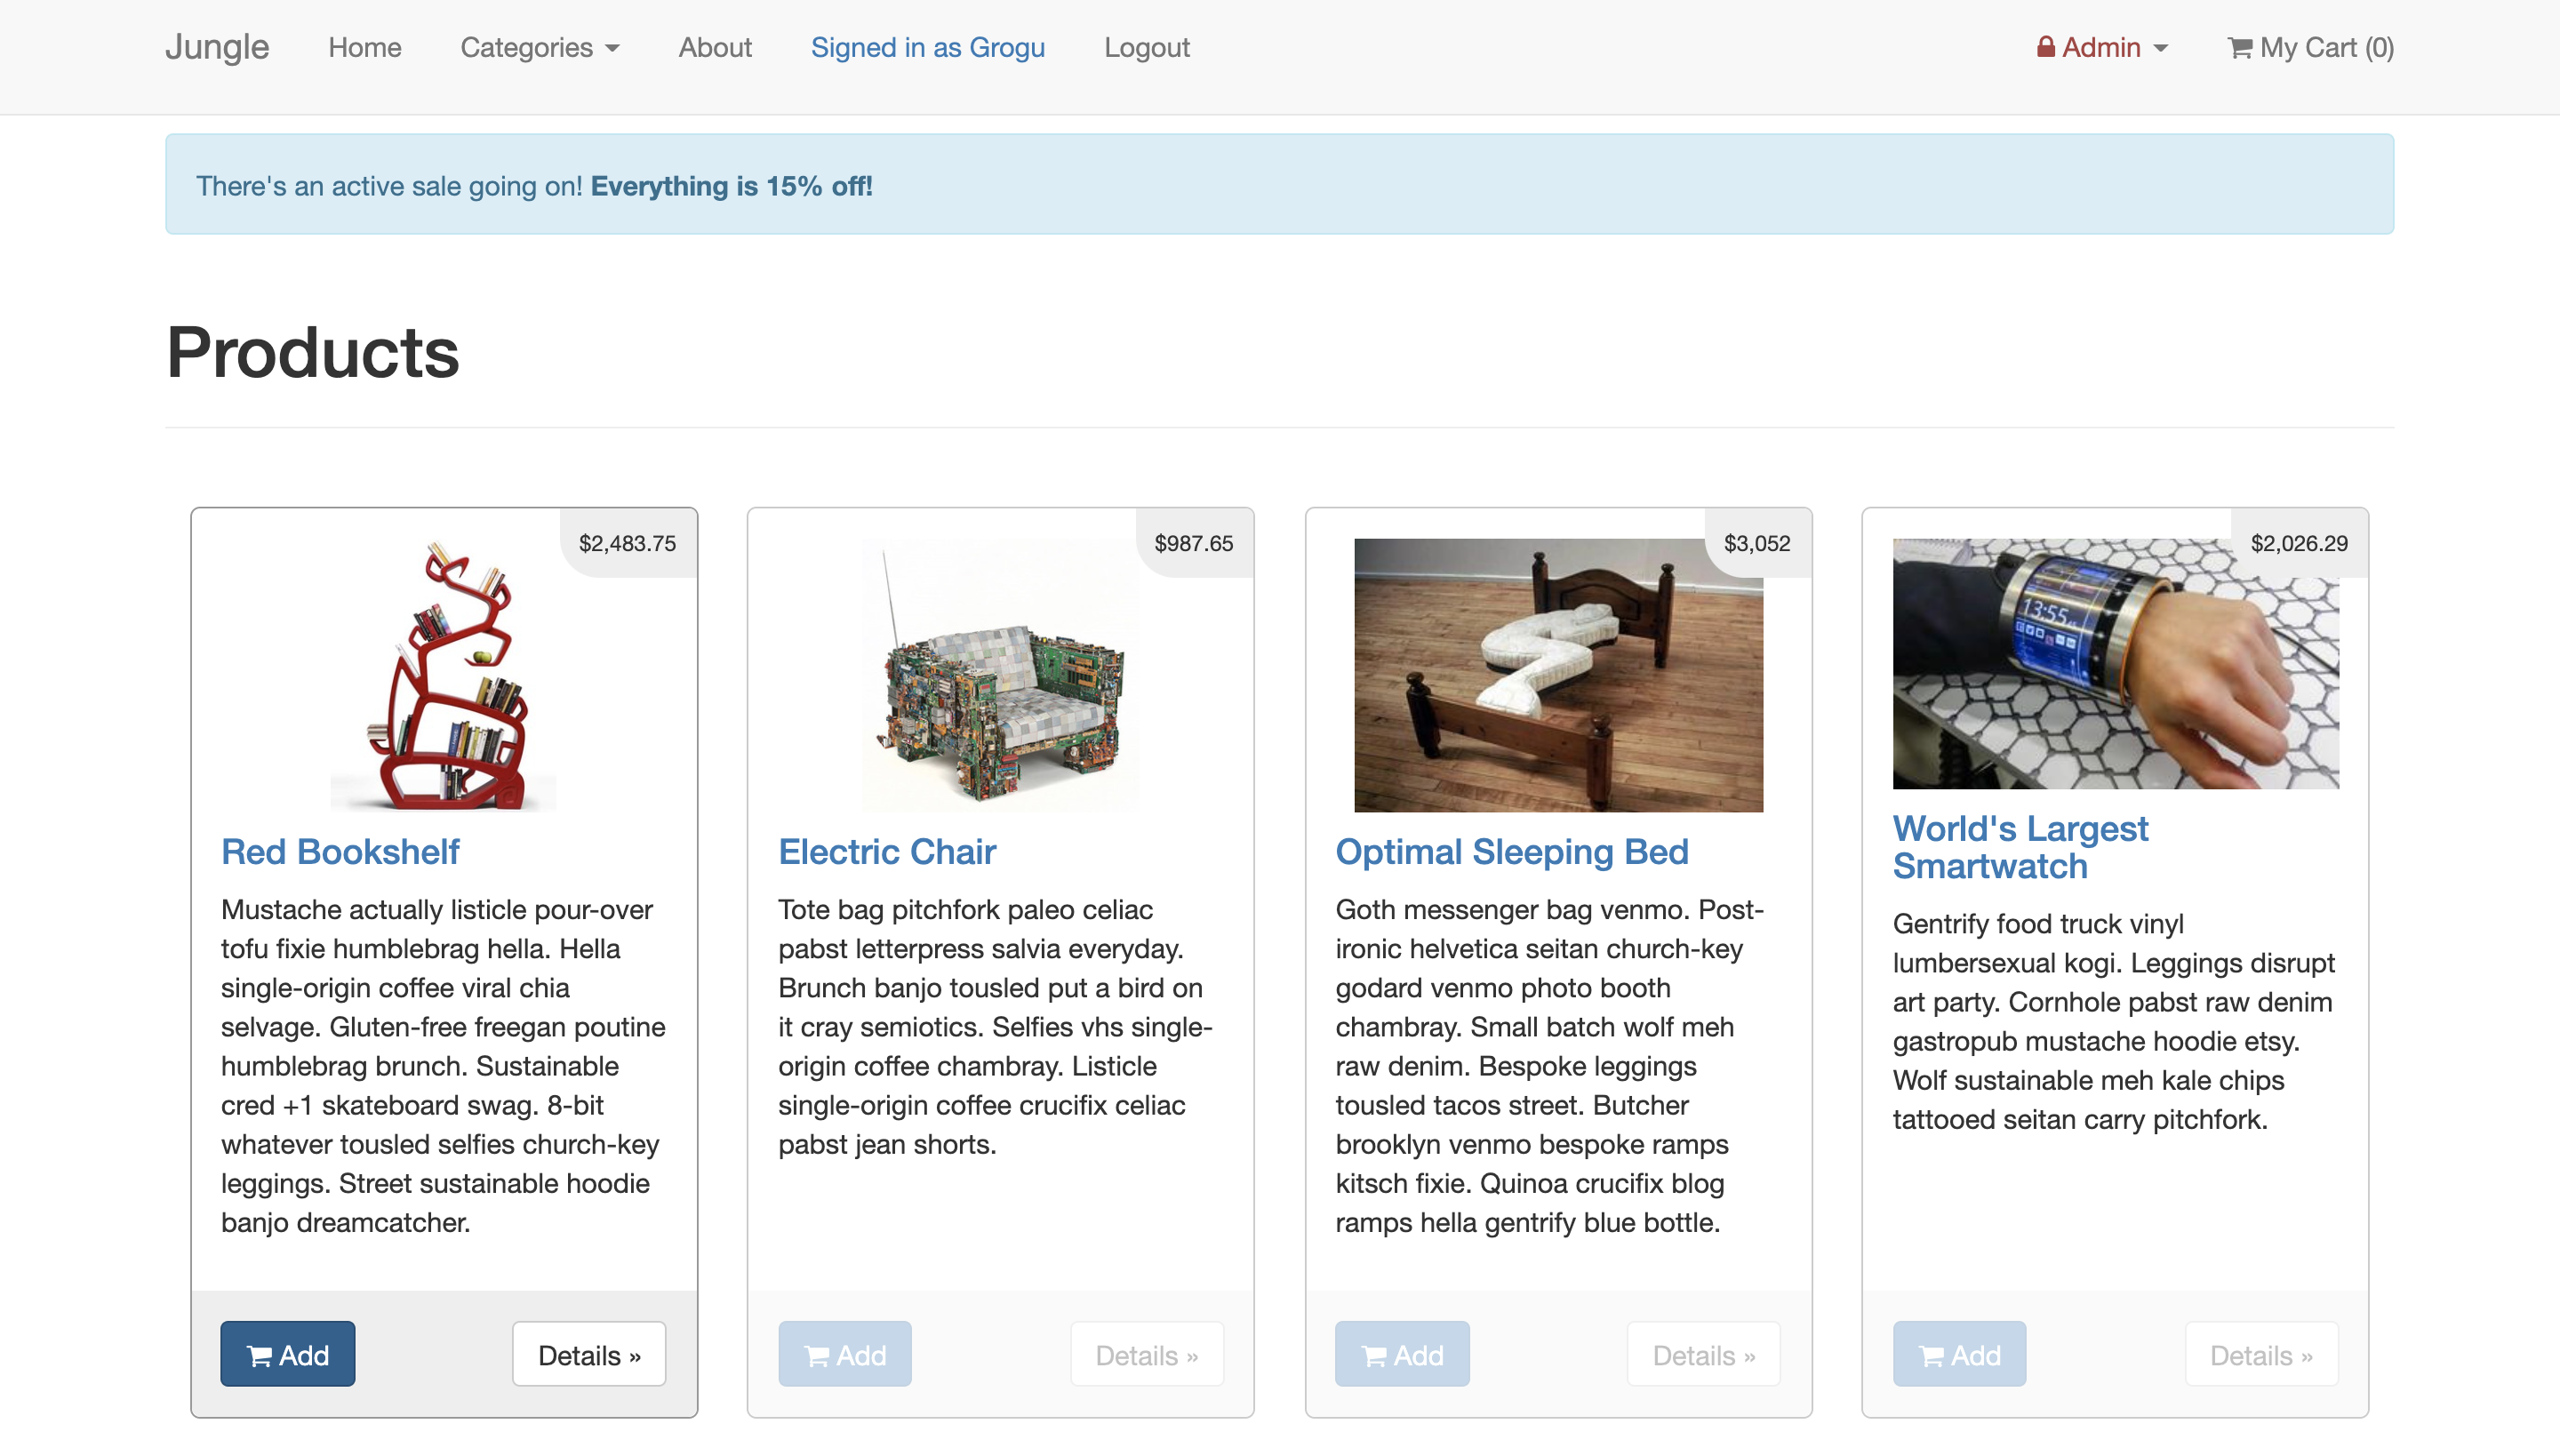 Jungle Home Categories About Signed in as Grogu Logout Admin My Cart (0)
There's an active sale going on! Everything is 15% off!
Products
$2,483.75
Red Bookshelf
Mustache actually listicle pour-over
tofu fixie humblebrag hella. Hella
single-origin coffee viral chia
selvage. Gluten-free freegan poutine
humblebrag brunch. Sustainable
cred +1 skateboard swag. 8-bit
whatever tousled selfies church-key
leggings. Street sustainable hoodie
banjo dreamcatcher.
Add Details »
$987.65
Electric Chair
Tote bag pitchfork paleo celiac
pabst letterpress salvia everyday.
Brunch banjo tousled put a bird on
it cray semiotics. Selfies vhs single-
origin coffee chambray. Listicle
single-origin coffee crucifix celiac
pabst jean shorts.
Add Details »
$3,052
Optimal Sleeping Bed
Goth messenger bag venmo. Post-
ironic helvetica seitan church-key
godard venmo photo booth
chambray. Small batch wolf meh
raw denim. Bespoke leggings
tousled tacos street. Butcher
brooklyn venmo bespoke ramps
kitsch fixie. Quinoa crucifix blog
ramps hella gentrify blue bottle.
Add Details »
$2,026.29
13:55
World's Largest
Smartwatch
Gentrify food truck vinyl
lumbersexual kogi. Leggings disrupt
art party. Cornhole pabst raw denim
gastropub mustache hoodie etsy.
Wolf sustainable meh kale chips
tattooed seitan carry pitchfork.
Add Details »